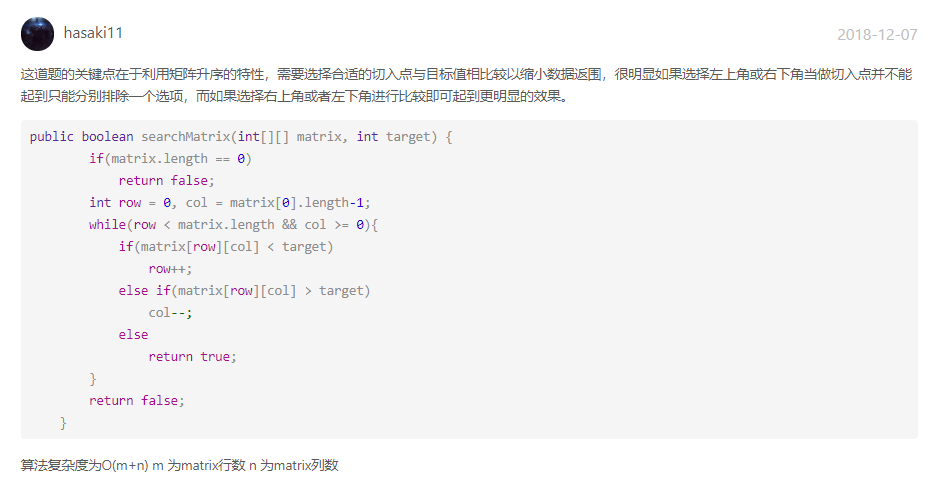 hasaki11
2018-12-07
这道题的关键点在于利用矩阵升序的特性，需要选择合适的切入点与目标值相比较以缩小数据返围，很明显如果选择左上角或右下角当做切入点并不能
起到只能分别排除一个选项，而如果选择右上角或者左下角进行比较即可起到更明显的效果。
public boolean searchMatrix(int[][] matrix, int target) {
        if(matrix.length == 0)
            return false;
        int row = 0, col = matrix[0].length-1;
        while(row < matrix.length && col >= 0){
            if(matrix[row][col] < target)
                row++;
            else if(matrix[row][col] > target)
                col--;
            else
                return true;
        }
        return false;
    }
算法复杂度为O(m+n) m 为matrix行数 n 为matrix列数